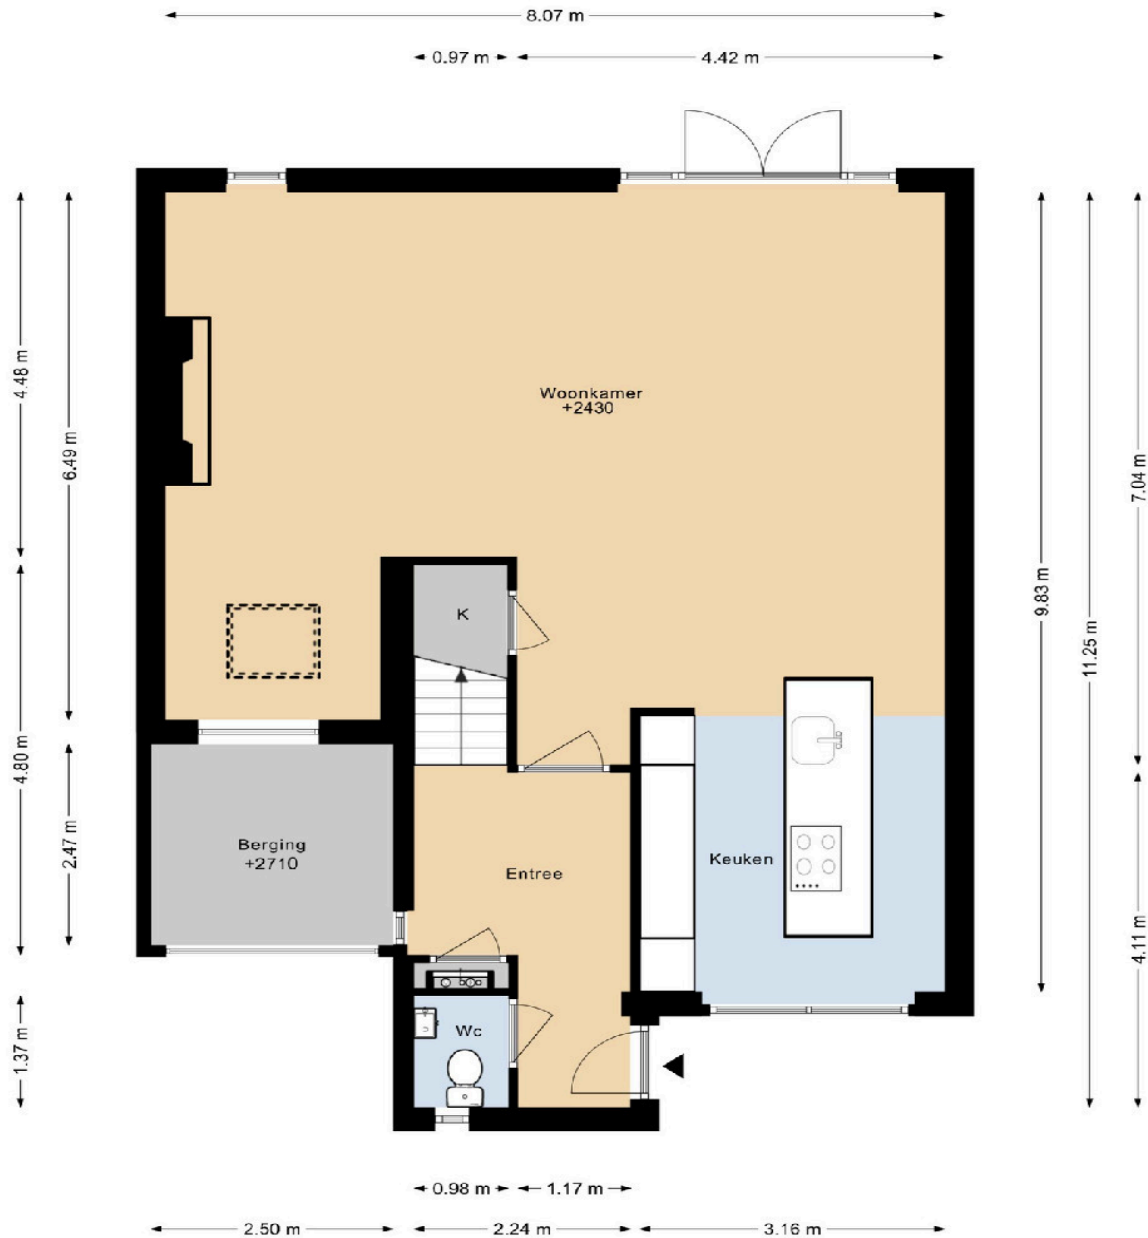 8.07 m
0.97 m
4.42 m
4.48 m
6.49 m
Woonkamer
+2430
7.04 m
9.83 m
11.25 m
K
4.80 m
2.47 m
Berging
+2710
Entree
Keuken
4.11 m
1.37 m
Wc
0.98 m
1.17 m
2.50 m
2.24 m
3.16 m